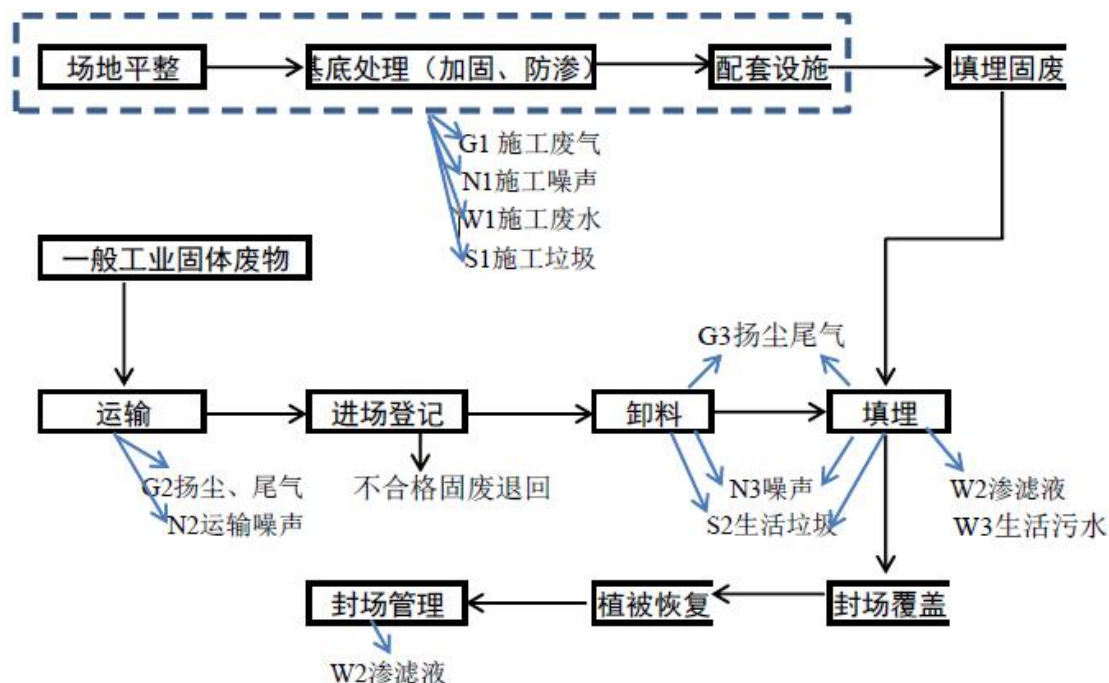 场地平整
基底处理（加固、防渗）
配套设施
填埋固废
G1 施工废气
N1施工噪声
W1施工废水
S1施工垃圾
一般工业固体废物
G3扬尘尾气
运输
进场登记
卸料
填埋
G2扬尘、尾气
N2运输噪声
不合格固废退回
N3噪声
S2生活垃圾
W2渗滤液
W3生活污水
封场管理
植被恢复
封场覆盖
W2渗滤液